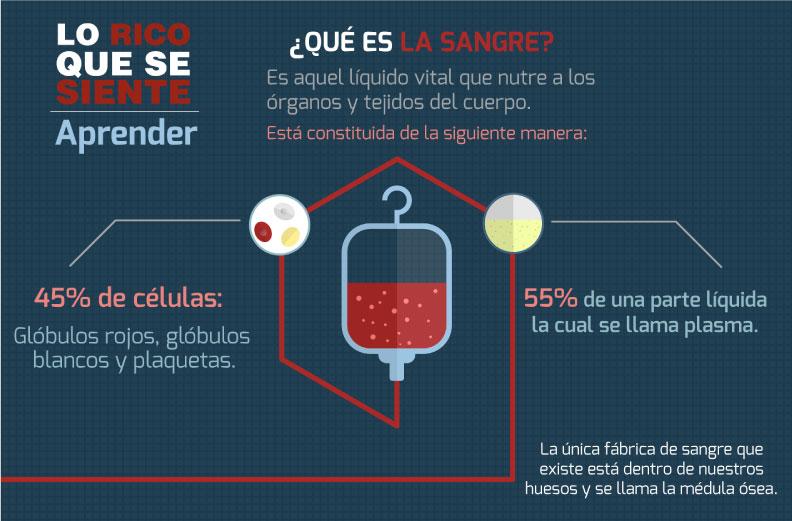 LO RICO
QUE SE
SIENTE
Aprender
¿QUÉ ES LA SANGRE?
Es aquel líquido vital que nutre a los
órganos y tejidos del cuerpo.
Está constituida de la siguiente manera:
45% de células:
Glóbulos rojos, glóbulos
blancos y plaquetas.
55% de una parte líquida
la cual se llama plasma.
La única fábrica de sangre que
existe está dentro de nuestros
huesos y se llama la médula ósea.